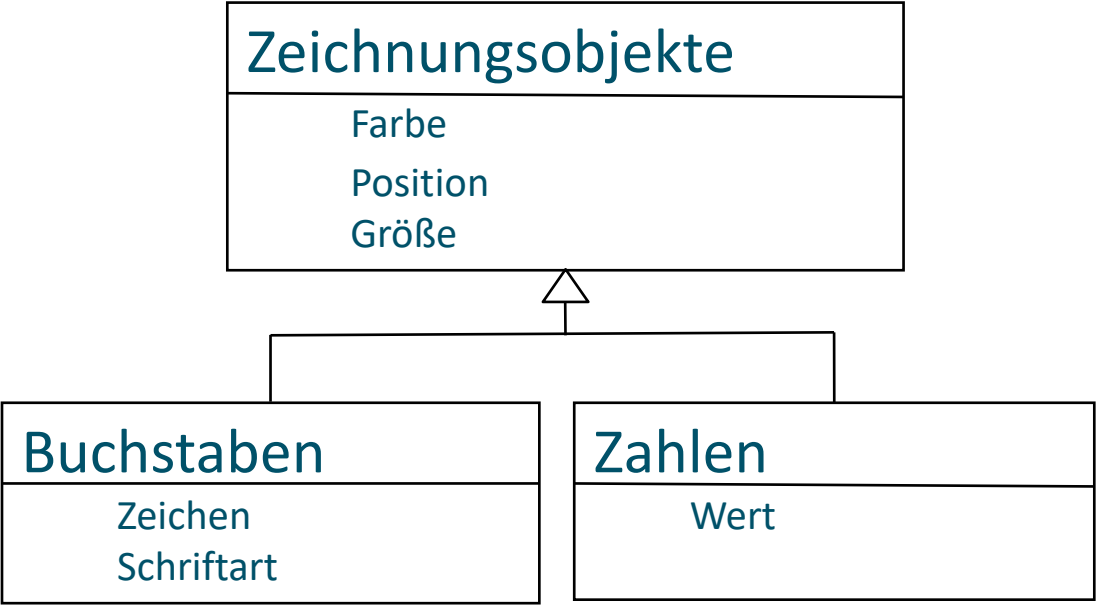 Zeichnungsobjekte
Farbe
Position
Größe
Buchstaben
Zeichen
Schriftart
Zahlen
Wert